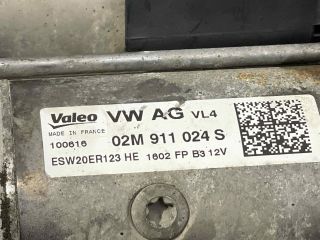 Valeo VW AG VL4
MADE IN FRANCE
100616 02M 911 024 S
ESW20ER123 HE 1602 FP B3 12V